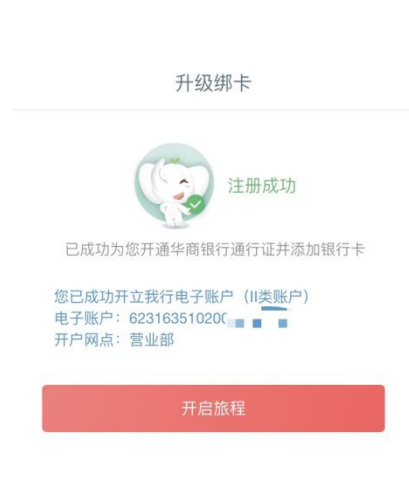 升级绑卡
注册成功
已成功为您开通华商银行通行证并添加银行卡
您已成功开立我行电子账户（II类账户）
电子账户：62316351020
开户网点：营业部
开启旅程